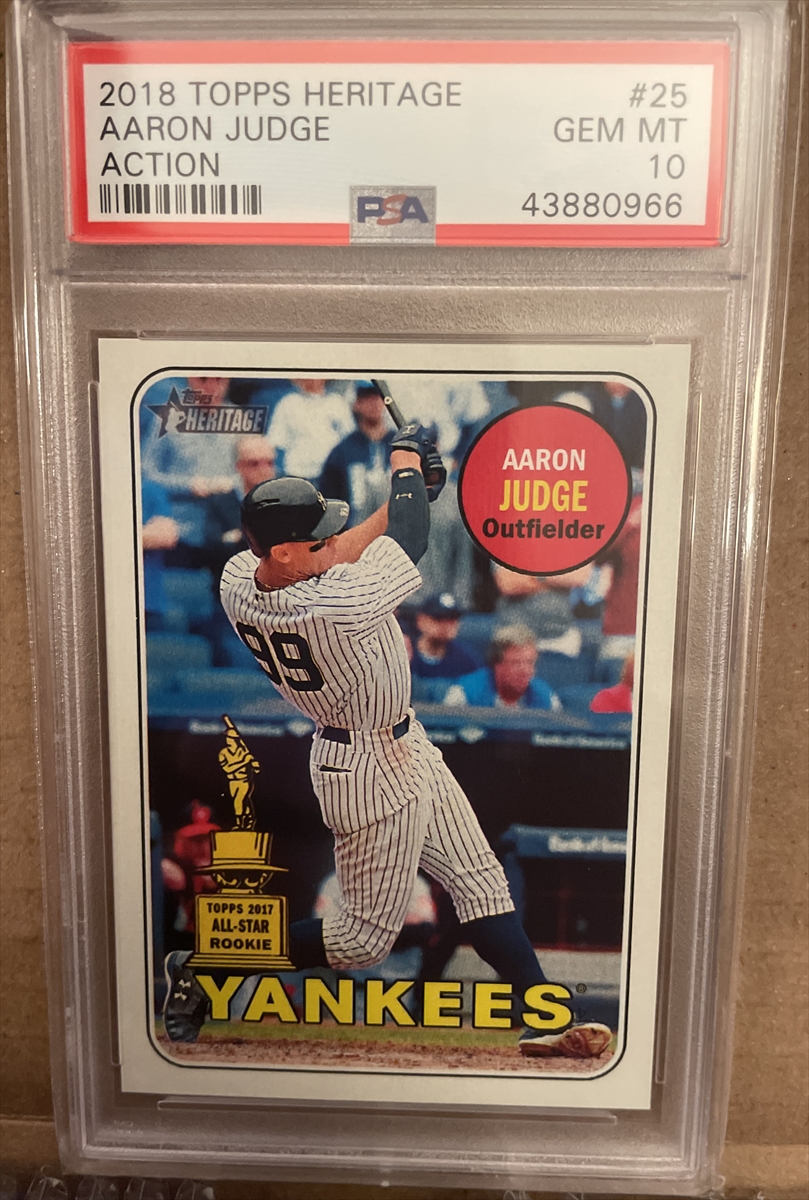 2018 TOPPS HERITAGE #25
AARON JUDGE GEM MT
ACTION 10
PSA 43880966
TOPPS
HERITAGE
AARON
JUDGE
Outfielder
99
TOPPS 2017
ALL-STAR
ROOKIE
YANKEES®